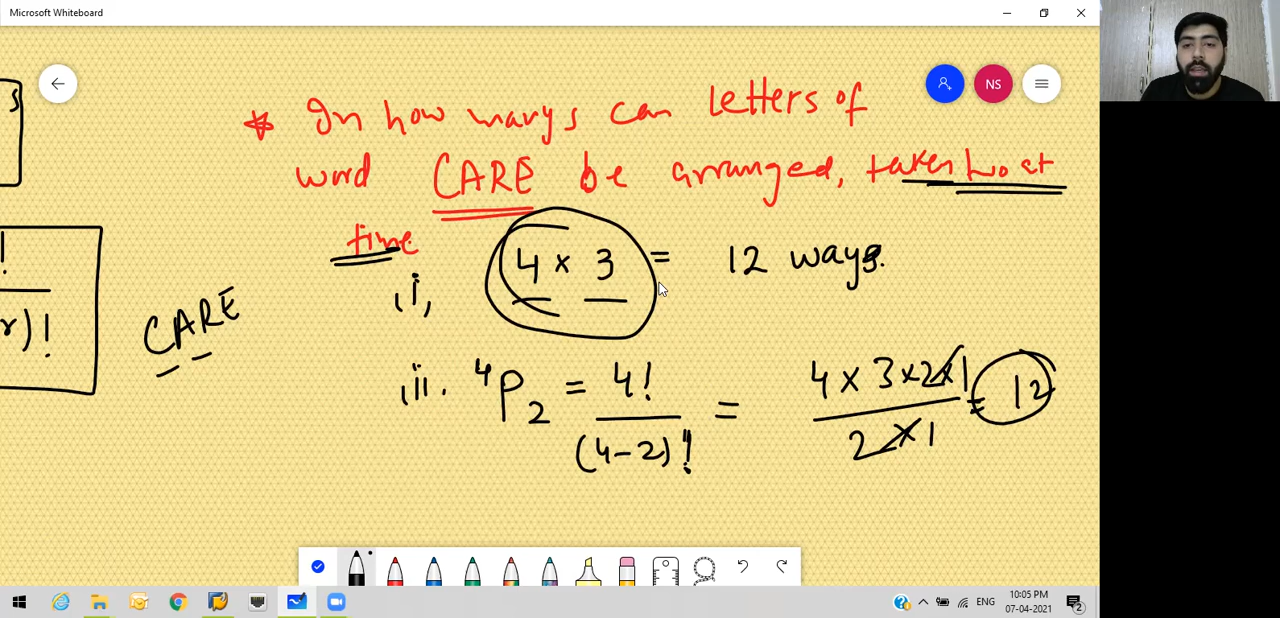 Microsoft Whiteboard
NS
* In how marys can letters of
word CARE be arranged, taken two at
time
i, 4 × 3 = 12 ways.
CARE
ii. ⁴P₂ = 4! / (4-2)! = 4 × 3 × 2 × 1 / 2 × 1 = 12
s
!
r)!
ENG
10:05 PM
07-04-2021
2